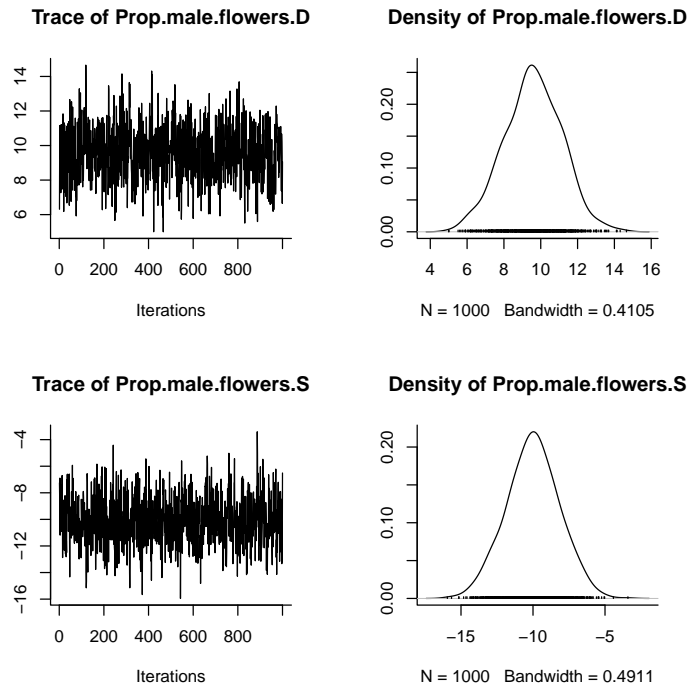 Trace of Prop.male.flowers.D
14
12
10
8
6
0 200 400 600 800
Iterations
Density of Prop.male.flowers.D
0.20
0.10
0.00
4 6 8 10 12 14 16
N = 1000 Bandwidth = 0.4105
Trace of Prop.male.flowers.S
−4
−8
−12
−16
0 200 400 600 800
Iterations
Density of Prop.male.flowers.S
0.20
0.10
0.00
−15 −10 −5
N = 1000 Bandwidth = 0.4911